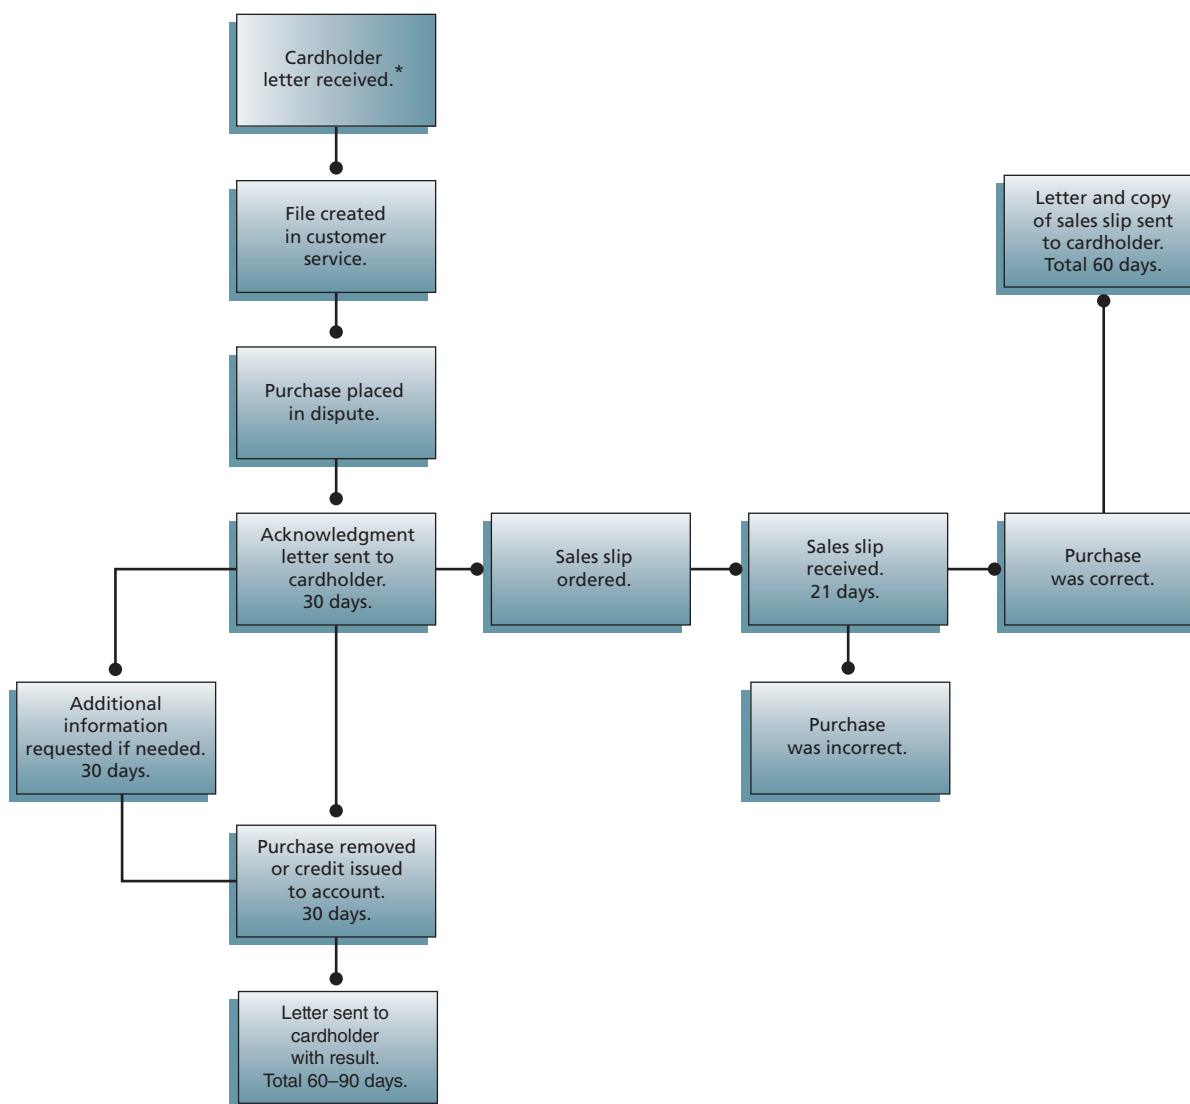 Cardholder
letter received.*
File created
in customer
service.
Letter and copy
of sales slip sent
to cardholder.
Total 60 days.
Purchase placed
in dispute.
Acknowledgment
letter sent to
cardholder.
30 days.
Sales slip
ordered.
Sales slip
received.
21 days.
Purchase
was correct.
Additional
information
requested if needed.
30 days.
Purchase
was incorrect.
Purchase removed
or credit issued
to account.
30 days.
Letter sent to
cardholder
with result.
Total 60–90 days.